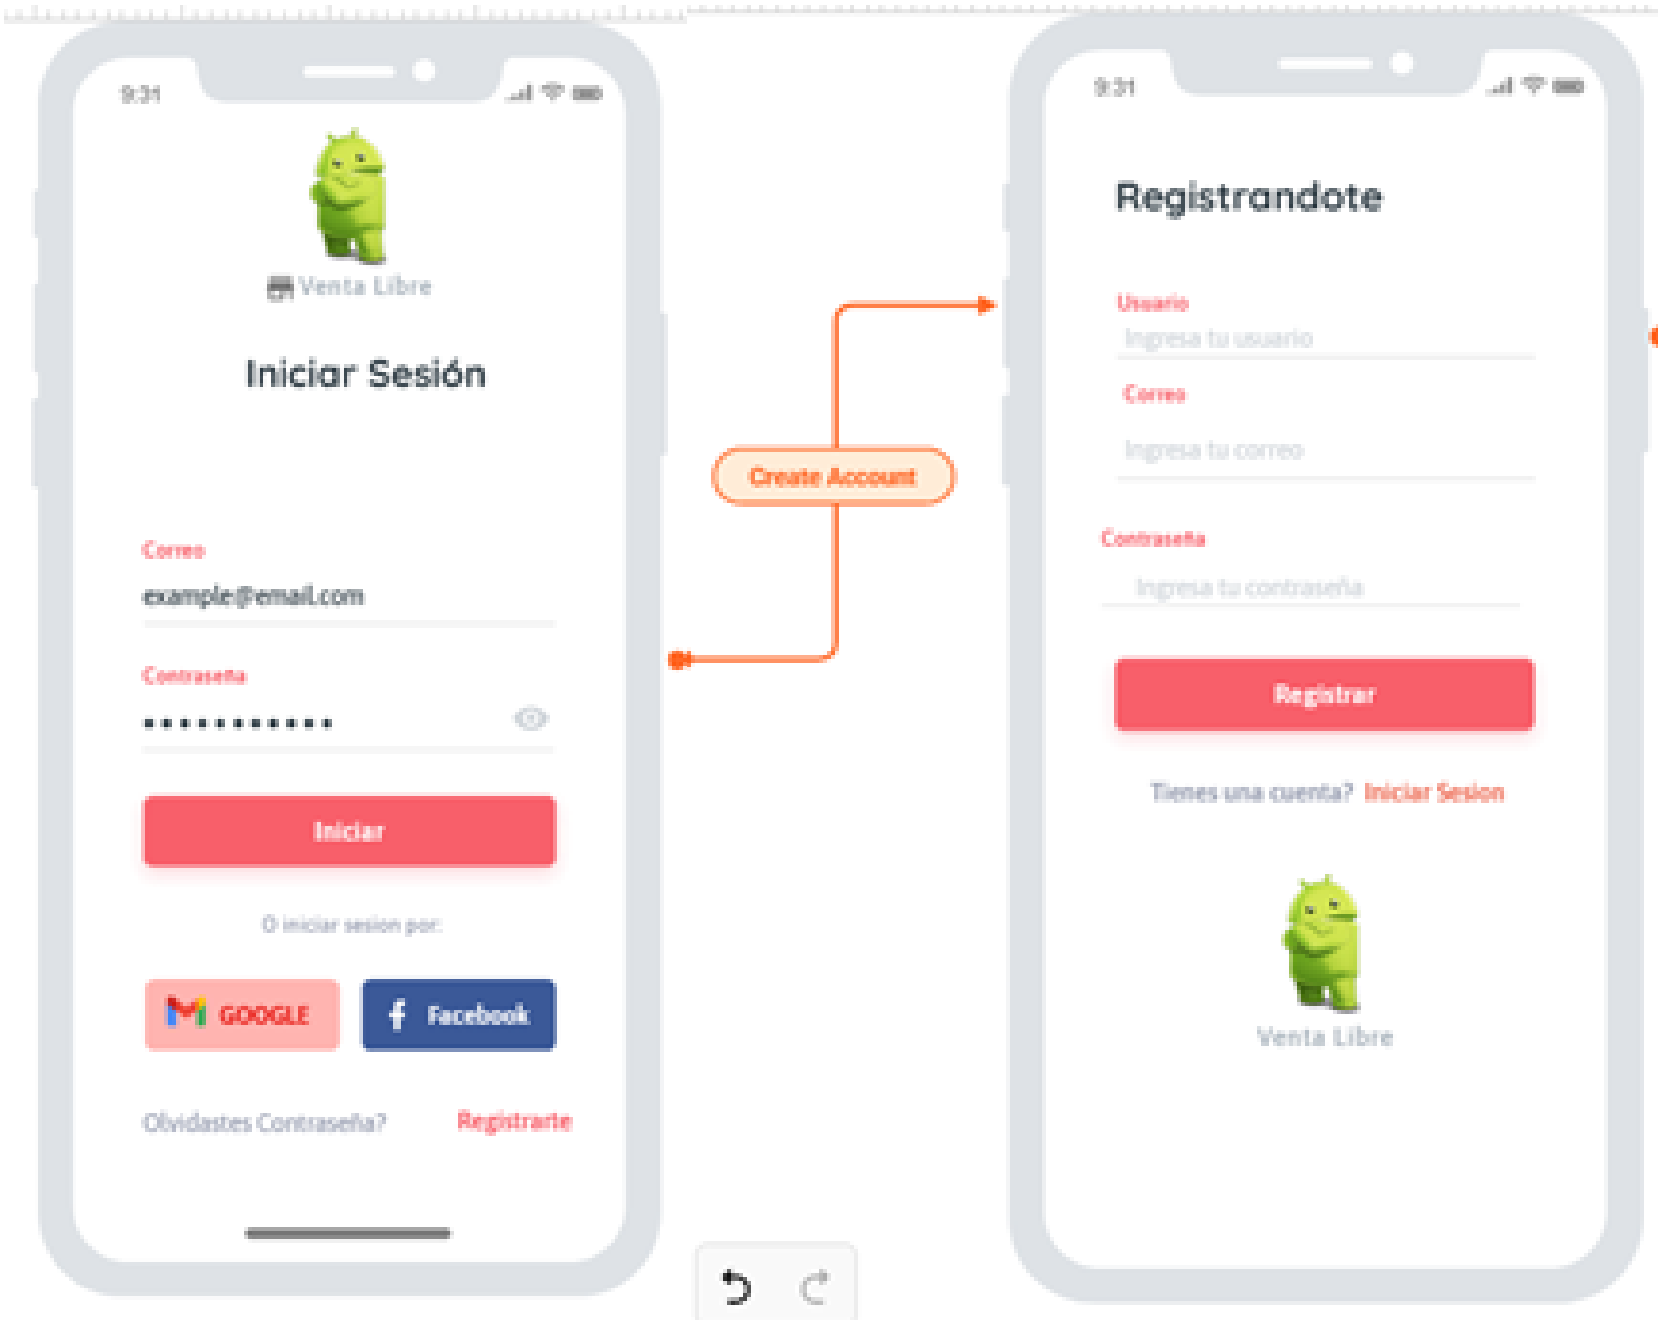 9:31
Venta Libre
Iniciar Sesión
Correo
example@email.com
Contraseña
Iniciar
O iniciar sesion por:
GOOGLE
Facebook
Olvidastes Contraseña?
Registrarte
Create Account
9:31
Registrandote
Usuario
Ingresa tu usuario
Correo
Ingresa tu correo
Contraseña
Ingresa tu contraseña
Registrar
Tienes una cuenta? Iniciar Sesion
Venta Libre